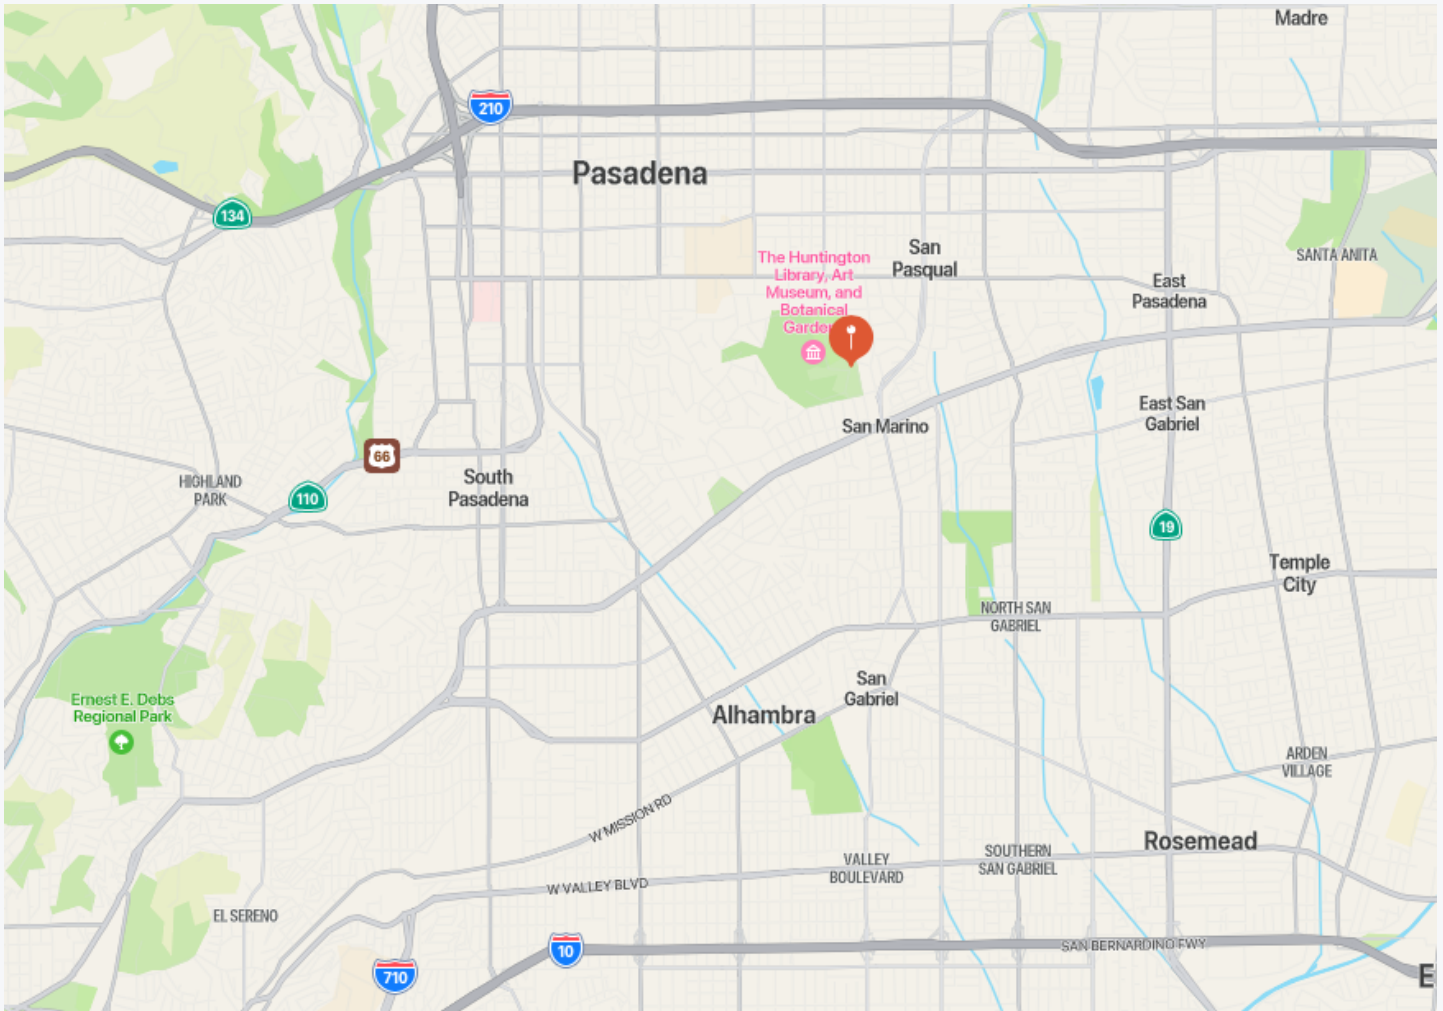 Madre
210
Pasadena
134
San
Pasqual
The Huntington
Library, Art
Museum, and
Botanical
Garde
SANTA ANITA
East
Pasadena
East San
Gabriel
San Marino
66
HIGHLAND
PARK
110
South
Pasadena
19
Temple
City
NORTH SAN
GABRIEL
San
Gabriel
Ernest E. Debs
Regional Park
Alhambra
ARDEN
VILLAGE
W MISSION RD
Rosemead
VALLEY
BOULEVARD
SOUTHERN
SAN GABRIEL
W VALLEY BLVD
EL SERENO
10
SAN BERNARDINO FWY
710
E